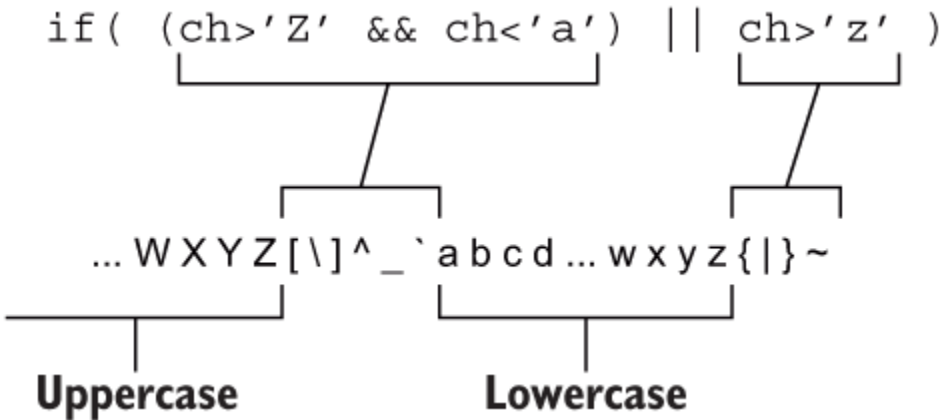 if( (ch>'Z' && ch<'a') || ch>'z' )
... W X Y Z [ \ ] ^ _ ` a b c d ... w x y z { | } ~
Uppercase Lowercase